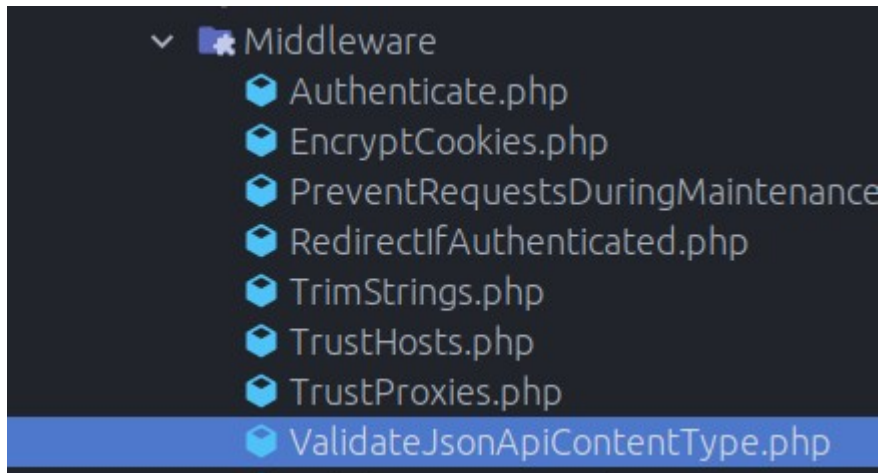 Middleware
Authenticate.php
EncryptCookies.php
PreventRequestsDuringMaintenance
RedirectIfAuthenticated.php
TrimStrings.php
TrustHosts.php
TrustProxies.php
ValidateJsonApiContentType.php